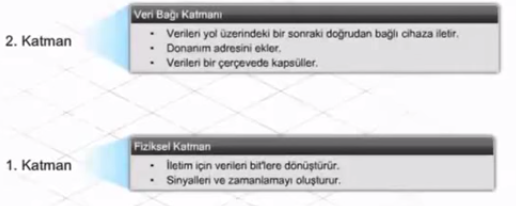 Veri Bağı Katmanı
2. Katman
• Verileri yol üzerindeki bir sonraki doğrudan bağlı cihaza iletir.
• Donanım adresini ekler.
• Verileri bir çerçevede kapsüller.
Fiziksel Katman
1. Katman
• İletim için verileri bit'lere dönüştürür.
• Sinyalleri ve zamanlamayı oluşturur.